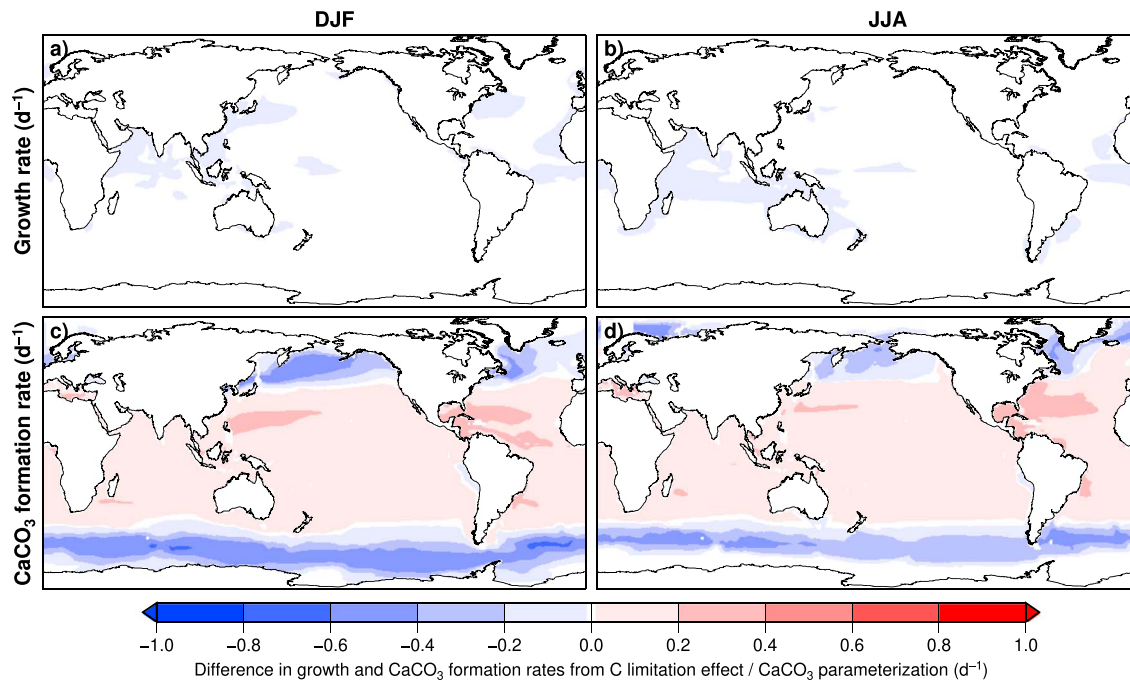 DJF
JJA
a)
b)
Growth rate (d⁻¹)
c)
d)
CaCO₃ formation rate (d⁻¹)
−1.0 −0.8 −0.6 −0.4 −0.2 0.0 0.2 0.4 0.6 0.8 1.0
Difference in growth and CaCO₃ formation rates from C limitation effect / CaCO₃ parameterization (d⁻¹)